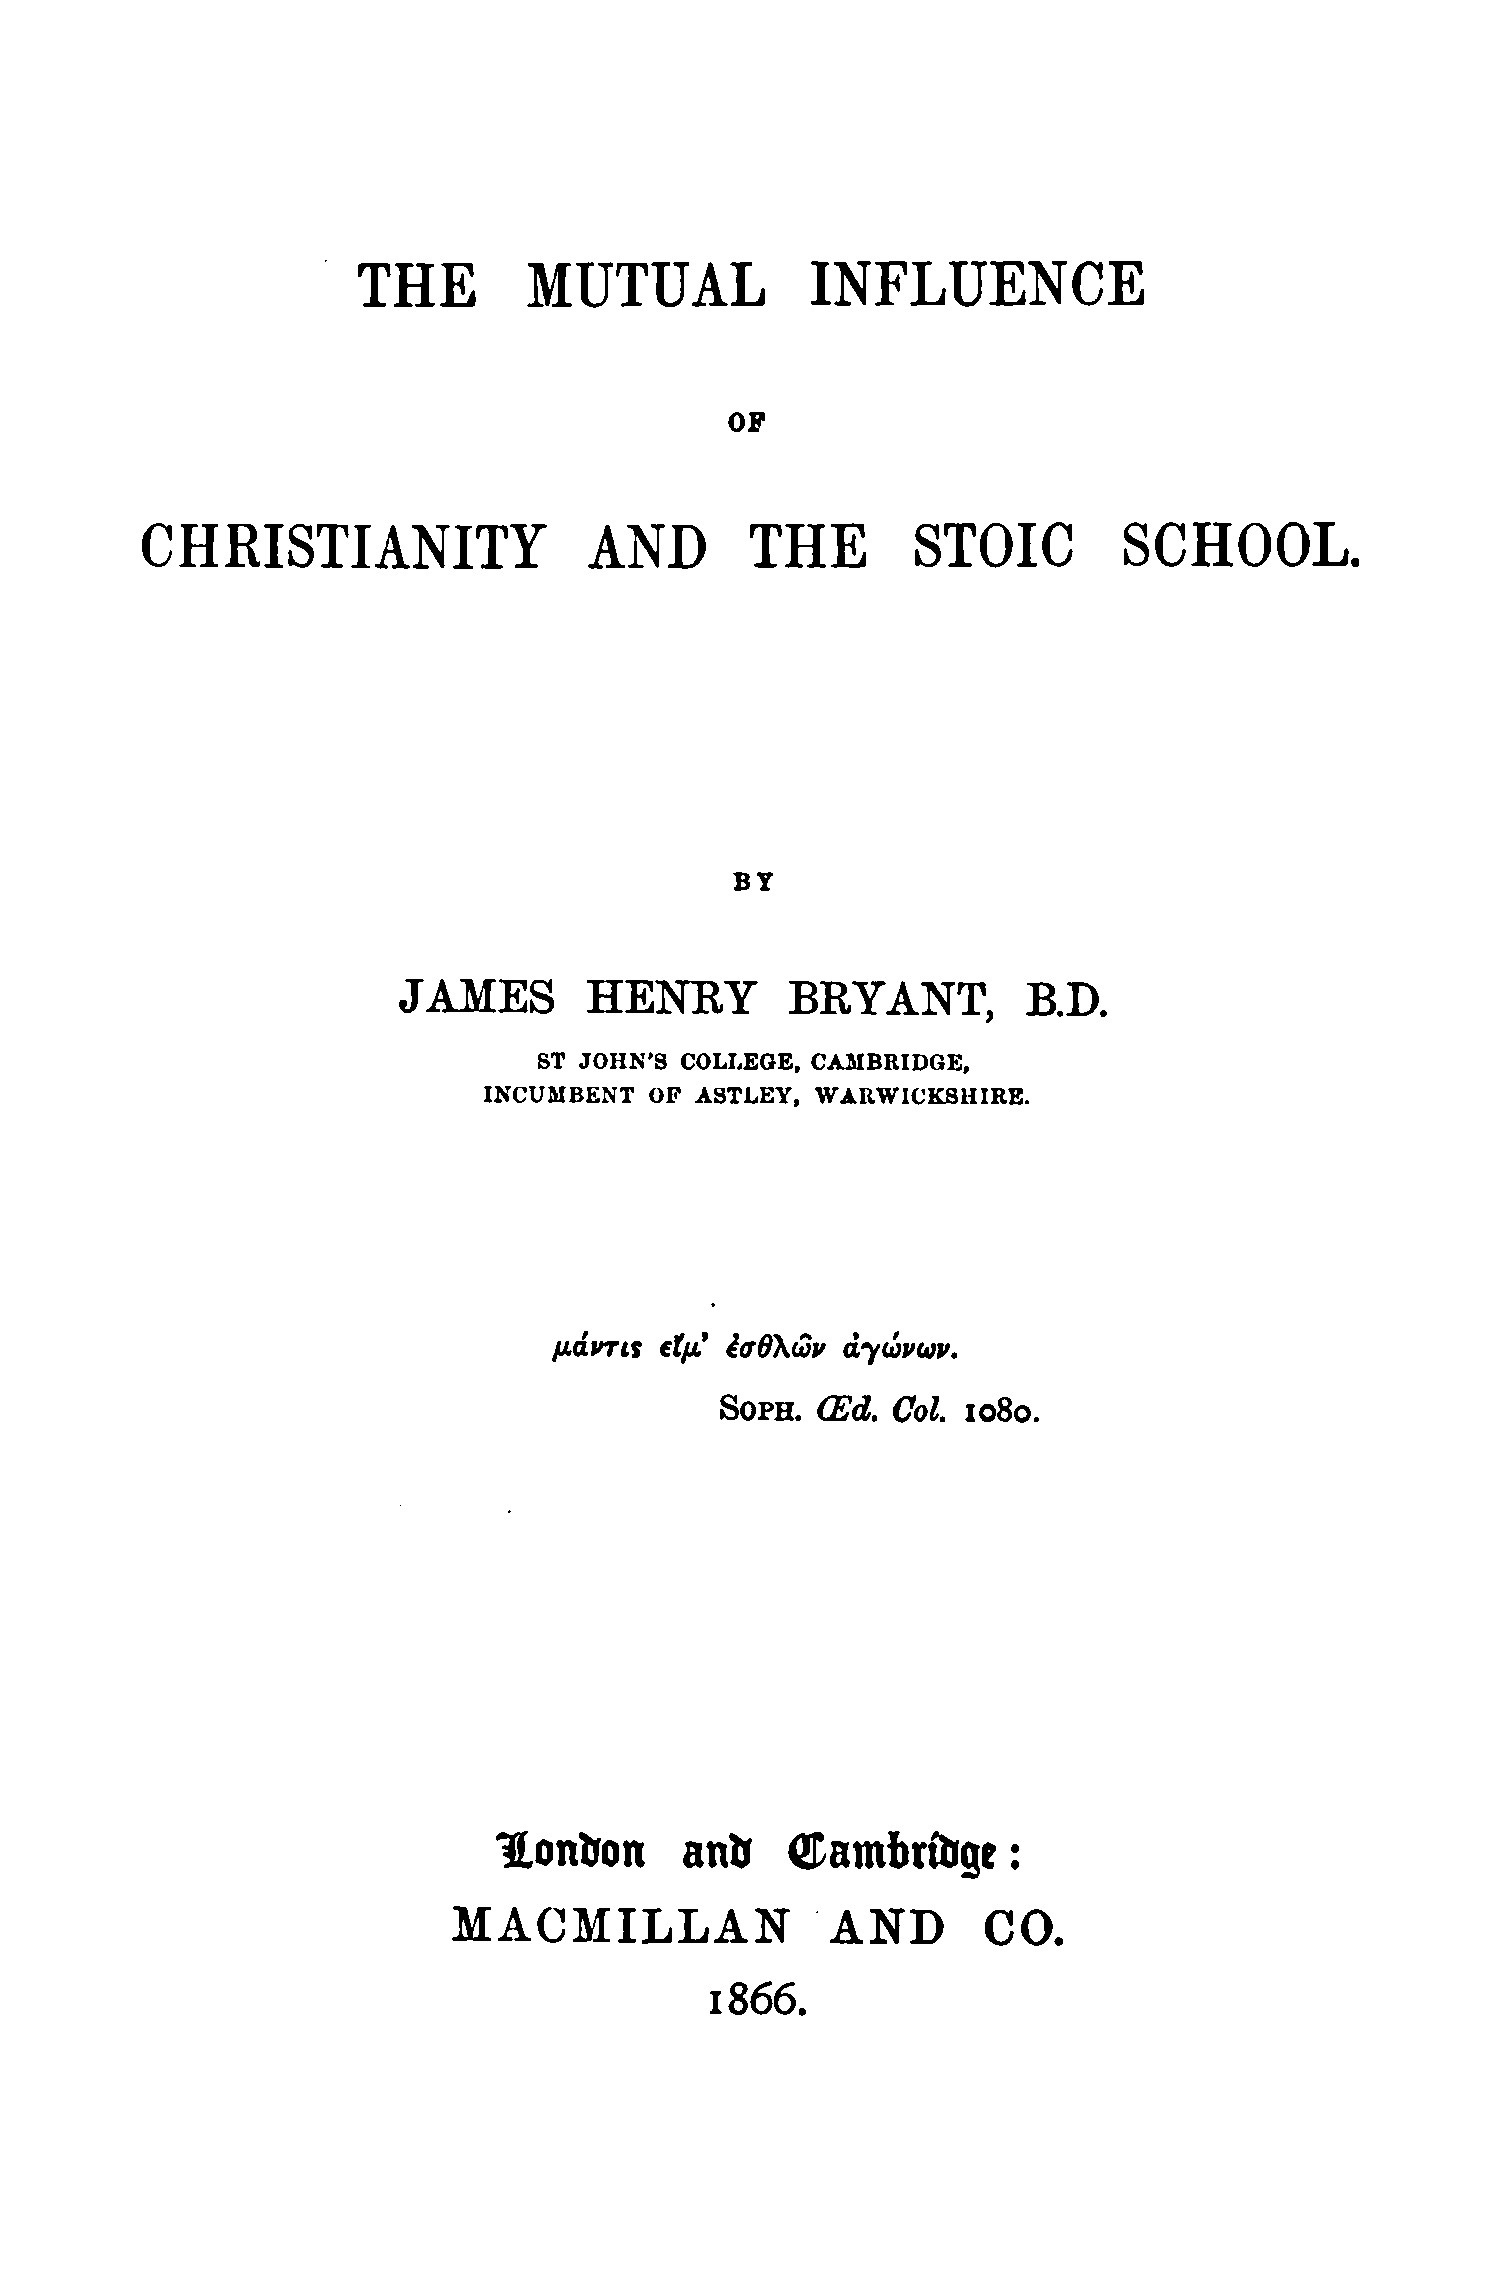 THE MUTUAL INFLUENCE
OF
CHRISTIANITY AND THE STOIC SCHOOL.
BY
JAMES HENRY BRYANT, B.D.
ST JOHN'S COLLEGE, CAMBRIDGE,
INCUMBENT OF ASTLEY, WARWICKSHIRE.
μάντις εἴμ' ἐσθλῶν ἀγώνων.
SOPH. Œd. Col. 1080.
London and Cambridge:
MACMILLAN AND CO.
1866.